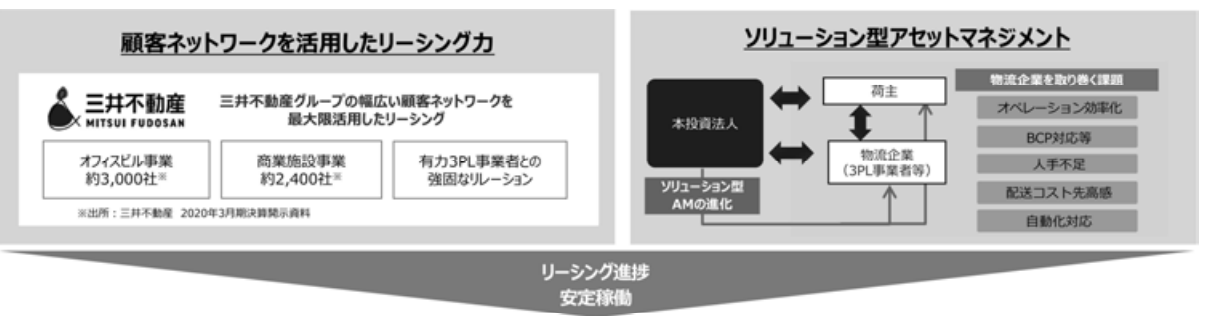 顧客ネットワークを活用したリーシング力
三井不動産
MITSUI FUDOSAN
三井不動産グループの幅広い顧客ネットワークを
最大限活用したリーシング
オフィスビル事業
約3,000社※
商業施設事業
約2,400社※
有力3PL事業者との
強固なリレーション
※出所：三井不動産 2020年3月期決算開示資料
ソリューション型アセットマネジメント
本投資法人
荷主
物流企業
(3PL事業者等)
ソリューション型
AMの進化
物流企業を取り巻く課題
オペレーション効率化
BCP対応等
人手不足
配送コスト先高感
自動化対応
リーシング進捗
安定稼働